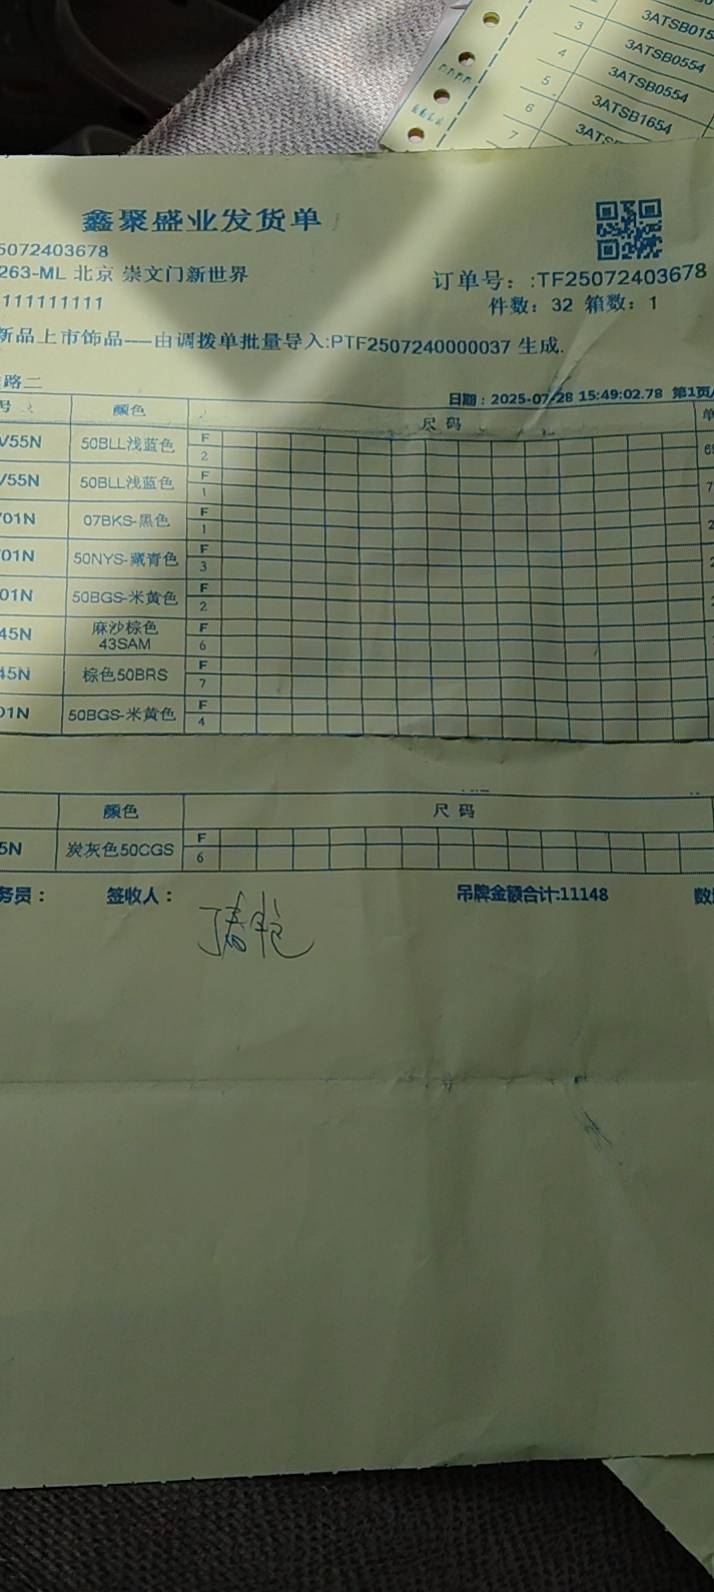 3
3ATSB015
4
3ATSB0554
5
3ATSB0554
6
3ATSB1654
7
鑫聚盛业发货单
5072403678
263-ML 北京 崇文门新世界
订单号：:TF25072403678
1111111111
件数：32 箱数：1
新品上市饰品----由调拨单批量导入:PTF2507240000037 生成.
路二
日期：2025-07-28 15:49:02.78 第1页/
号 颜色 尺 码 单
V55N 50BLL浅蓝色 F
2
V55N 50BLL浅蓝色 F
1
01N 07BKS-黑色 F
1
01N 50NYS-藏青色 F
3
01N 50BGS-米黄色 F
2
45N 麻沙棕色 43SAM F
6
45N 棕色50BRS F
7
01N 50BGS-米黄色 F
4
颜色 尺 码
5N 炭灰色50CGS F
6
务员： 签收人： 吊牌金额合计:11148 数